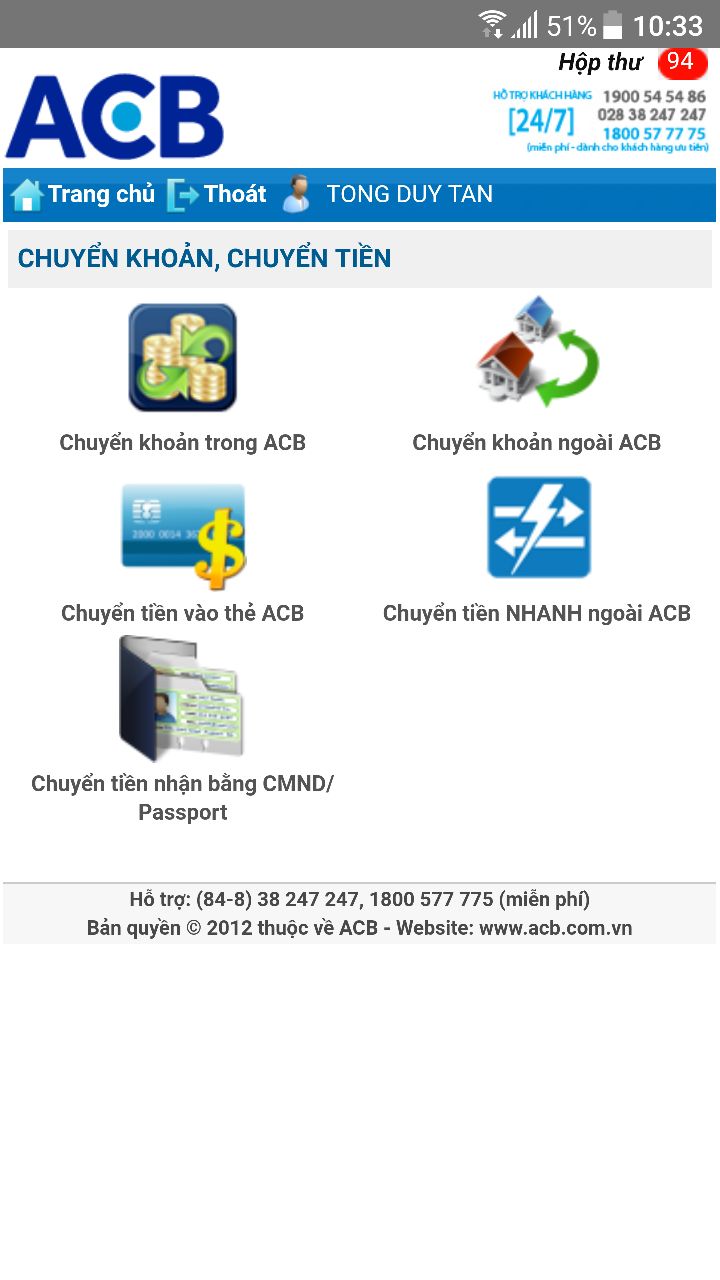 51% 10:33
Hộp thư 94
ACB
HỖ TRỢ KHÁCH HÀNG
[24/7]
1900 54 54 86
028 38 247 247
1800 57 77 75
(miễn phí - dành cho khách hàng ưu tiên)
Trang chủ Thoát TONG DUY TAN
CHUYỂN KHOẢN, CHUYỂN TIỀN
Chuyển khoản trong ACB
Chuyển khoản ngoài ACB
Chuyển tiền vào thẻ ACB
Chuyển tiền NHANH ngoài ACB
Chuyển tiền nhận bằng CMND/
Passport
Hỗ trợ: (84-8) 38 247 247, 1800 577 775 (miễn phí)
Bản quyền © 2012 thuộc về ACB - Website: www.acb.com.vn